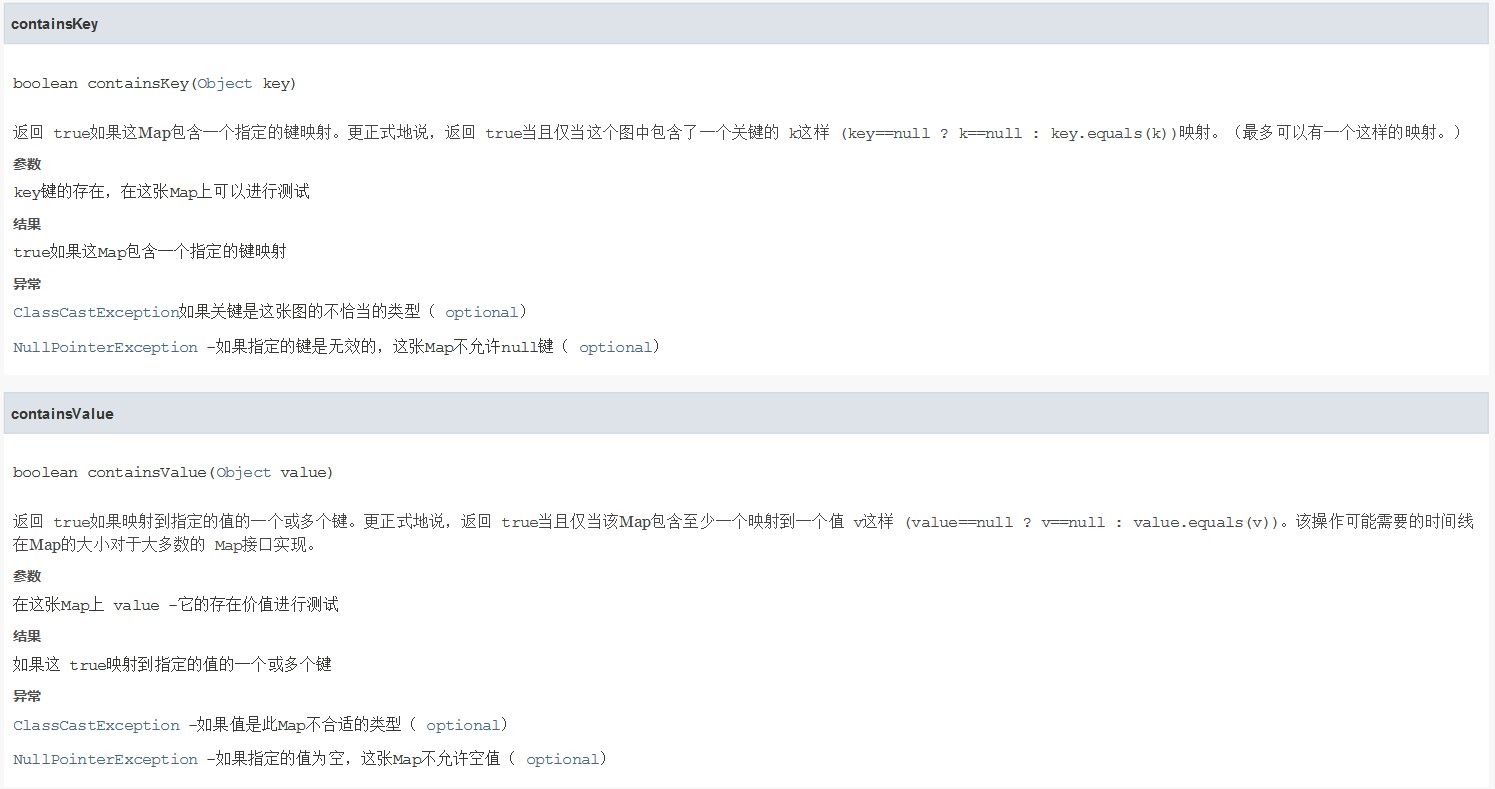 containsKey
boolean containsKey(Object key)
返回 true如果这Map包含一个指定的键映射。更正式地说，返回 true当且仅当这个图中包含了一个关键的 k这样 (key==null ? k==null : key.equals(k))映射。（最多可以有一个这样的映射。）
参数
key键的存在，在这张Map上可以进行测试
结果
true如果这Map包含一个指定的键映射
异常
ClassCastException如果关键是这张图的不恰当的类型（ optional）
NullPointerException -如果指定的键是无效的，这张Map不允许null键（ optional）
containsValue
boolean containsValue(Object value)
返回 true如果映射到指定的值的一个或多个键。更正式地说，返回 true当且仅当该Map包含至少一个映射到一个值 v这样 (value==null ? v==null : value.equals(v))。该操作可能需要的时间线
在Map的大小对于大多数的 Map接口实现。
参数
在这张Map上 value -它的存在价值进行测试
结果
如果这 true映射到指定的值的一个或多个键
异常
ClassCastException -如果值是此Map不合适的类型（ optional）
NullPointerException -如果指定的值为空，这张Map不允许空值（ optional）